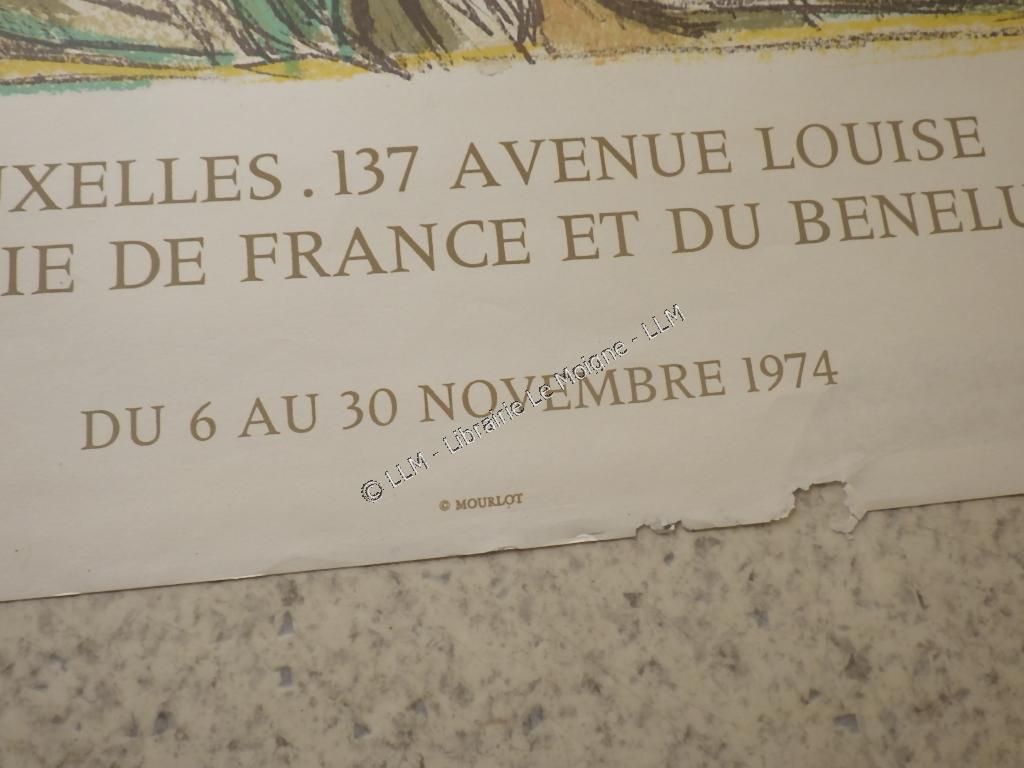 UXELLES . 137 AVENUE LOUISE
IE DE FRANCE ET DU BENELU
DU 6 AU 30 NOVEMBRE 1974
© LLM - Librairie Le Moigne - LLM
© MOURLOT